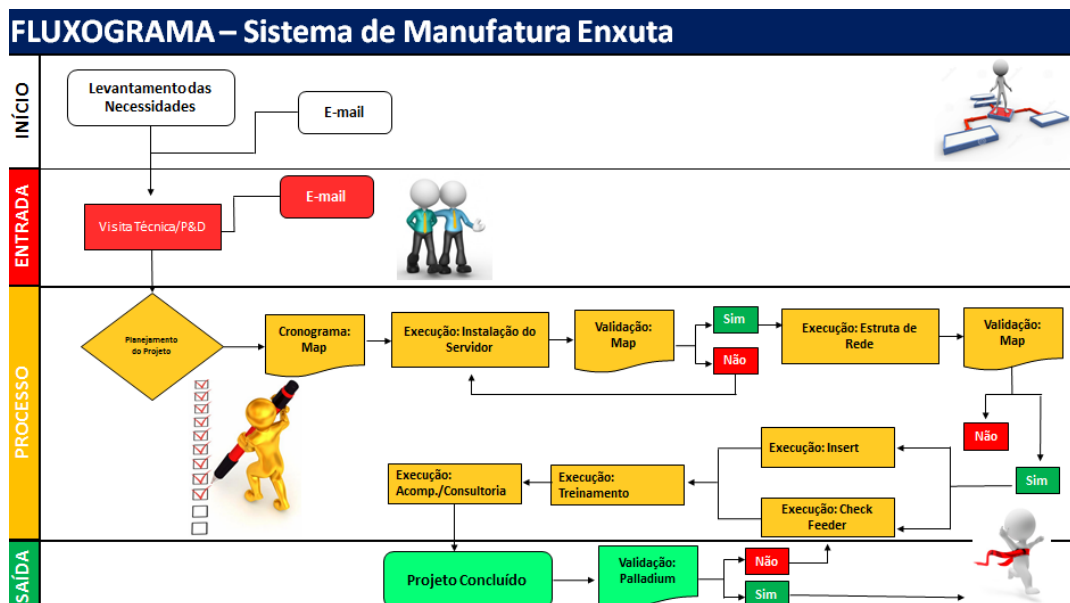 FLUXOGRAMA – Sistema de Manufatura Enxuta
INÍCIO
Levantamento das
Necessidades
E-mail
ENTRADA
E-mail
Visita Técnica/P&D
PROCESSO
Planejamento
do Projeto
Cronograma:
Map
Execução: Instalação do
Servidor
Validação:
Map
Sim
Não
Execução: Estruta de
Rede
Validação:
Map
Não
Sim
Execução: Insert
Execução: Check
Feeder
Execução:
Treinamento
Execução:
Acomp./Consultoria
SAÍDA
Projeto Concluído
Validação:
Palladium
Não
Sim